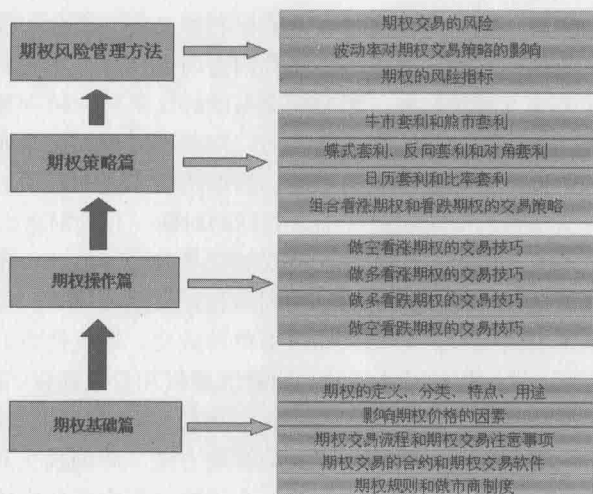 期权风险管理方法
期权交易的风险
波动率对期权交易策略的影响
期权的风险指标
期权策略篇
牛市套利和熊市套利
蝶式套利、反向套利和对角套利
日历套利和比率套利
组合看涨期权和看跌期权的交易策略
期权操作篇
做空看涨期权的交易技巧
做多看涨期权的交易技巧
做多看跌期权的交易技巧
做空看跌期权的交易技巧
期权基础篇
期权的定义、分类、特点、用途
影响期权价格的因素
期权交易流程和期权交易注意事项
期权交易的合约和期权交易软件
期权规则和做市商制度